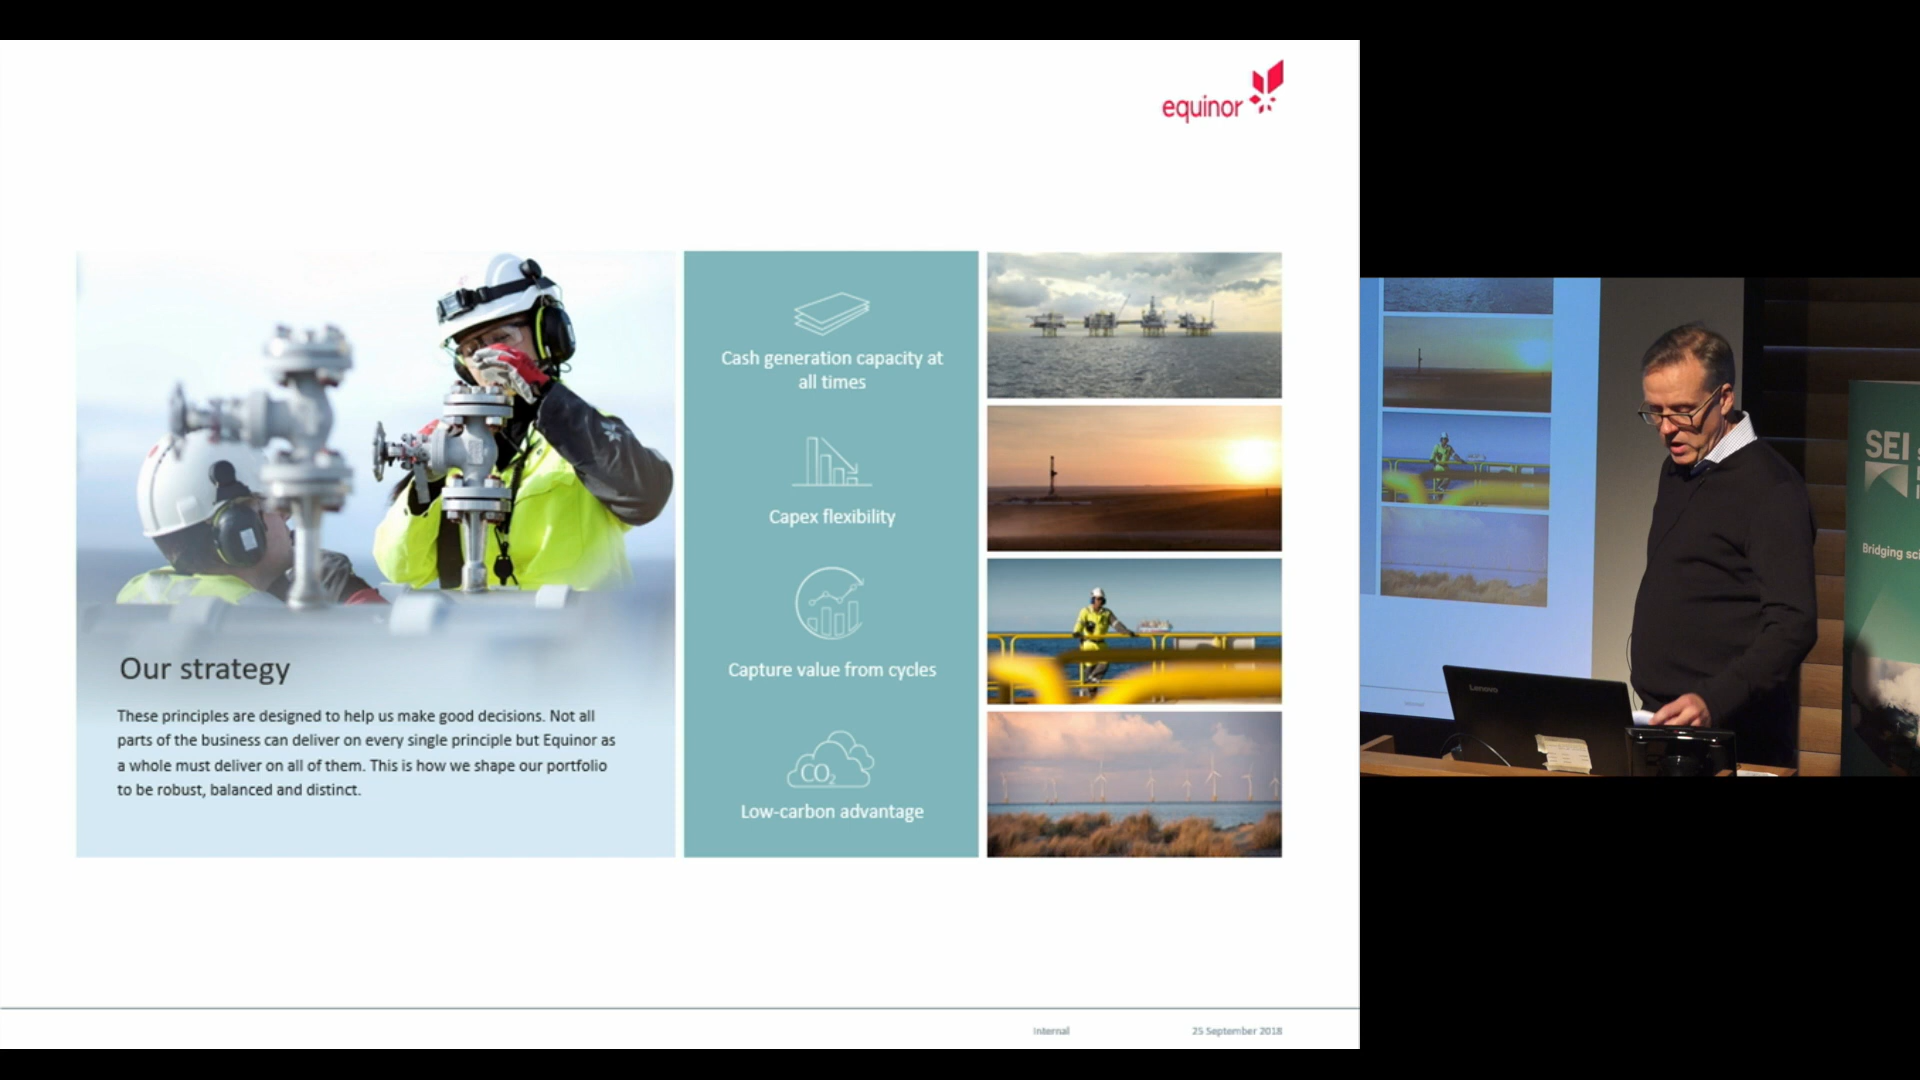 equinor
Cash generation capacity at
all times
Capex flexibility
Capture value from cycles
CO2
Low-carbon advantage
Our strategy
These principles are designed to help us make good decisions. Not all
parts of the business can deliver on every single principle but Equinor as
a whole must deliver on all of them. This is how we shape our portfolio
to be robust, balanced and distinct.
Internal
25 September 2018
Lenovo
SEI
Bridging sci